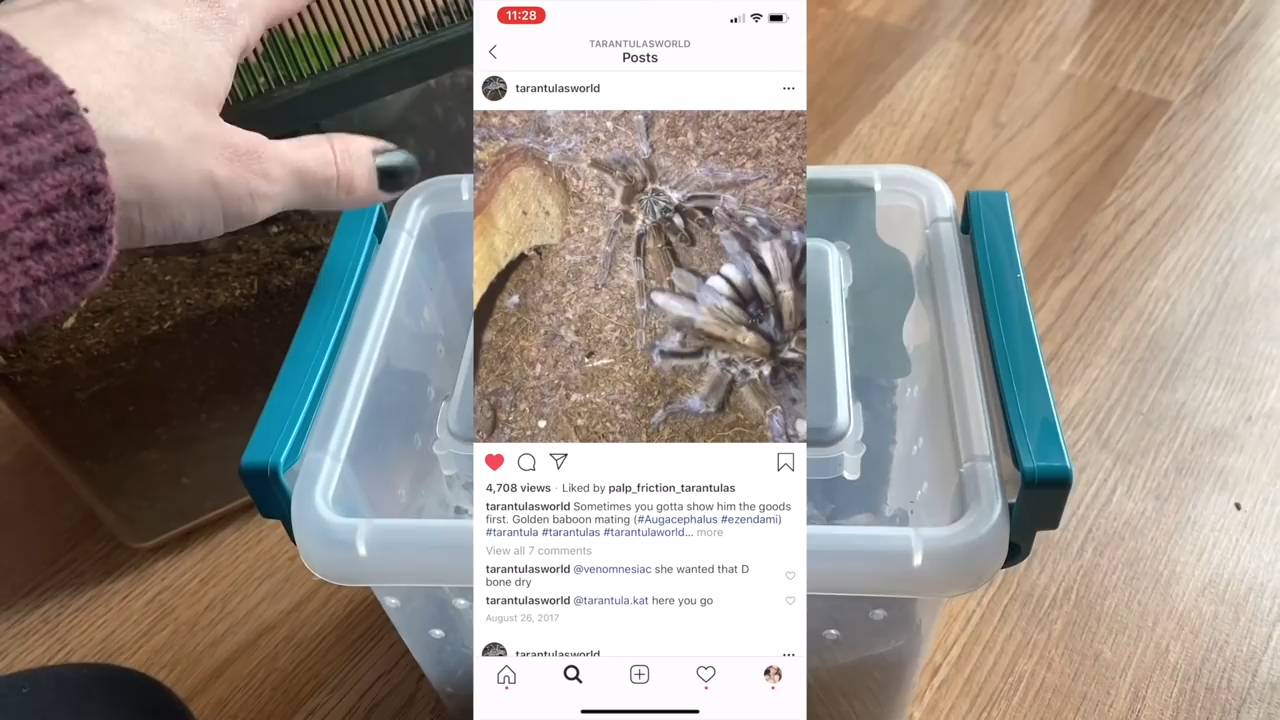 11:28
TARANTULASWORLD
Posts
tarantulasworld
4,708 views · Liked by palp_friction_tarantulas
tarantulasworld Sometimes you gotta show him the goods
first. Golden baboon mating (#Augacephalus #ezendami)
#tarantula #tarantulas #tarantulaworld... more
View all 7 comments
tarantulasworld @venomnesiac she wanted that D
bone dry
tarantulasworld @tarantula.kat here you go
August 26, 2017
tarantulasworld